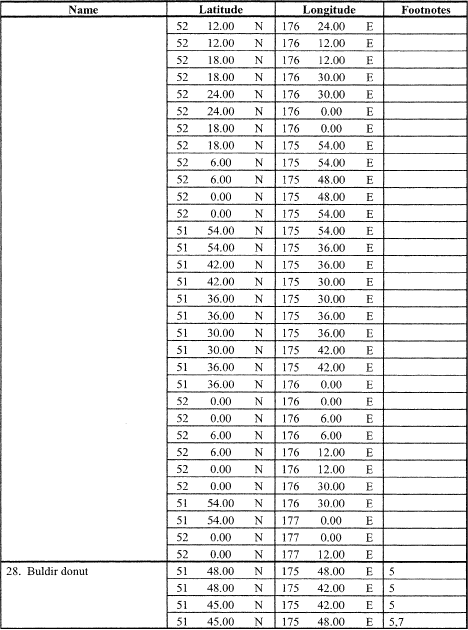 Name Latitude Longitude Footnotes
52 12.00 N 176 24.00 E
52 12.00 N 176 12.00 E
52 18.00 N 176 12.00 E
52 18.00 N 176 30.00 E
52 24.00 N 176 30.00 E
52 24.00 N 176 0.00 E
52 18.00 N 176 0.00 E
52 18.00 N 175 54.00 E
52 6.00 N 175 54.00 E
52 6.00 N 175 48.00 E
52 0.00 N 175 48.00 E
52 0.00 N 175 54.00 E
51 54.00 N 175 54.00 E
51 54.00 N 175 36.00 E
51 42.00 N 175 36.00 E
51 42.00 N 175 30.00 E
51 36.00 N 175 30.00 E
51 36.00 N 175 36.00 E
51 30.00 N 175 36.00 E
51 30.00 N 175 42.00 E
51 36.00 N 175 42.00 E
51 36.00 N 176 0.00 E
52 0.00 N 176 0.00 E
52 0.00 N 176 6.00 E
52 6.00 N 176 6.00 E
52 6.00 N 176 12.00 E
52 0.00 N 176 12.00 E
52 0.00 N 176 30.00 E
51 54.00 N 176 30.00 E
51 54.00 N 177 0.00 E
52 0.00 N 177 0.00 E
52 0.00 N 177 12.00 E
28. Buldir donut 51 48.00 N 175 48.00 E 5
51 48.00 N 175 42.00 E 5
51 45.00 N 175 42.00 E 5
51 45.00 N 175 48.00 E 5,7